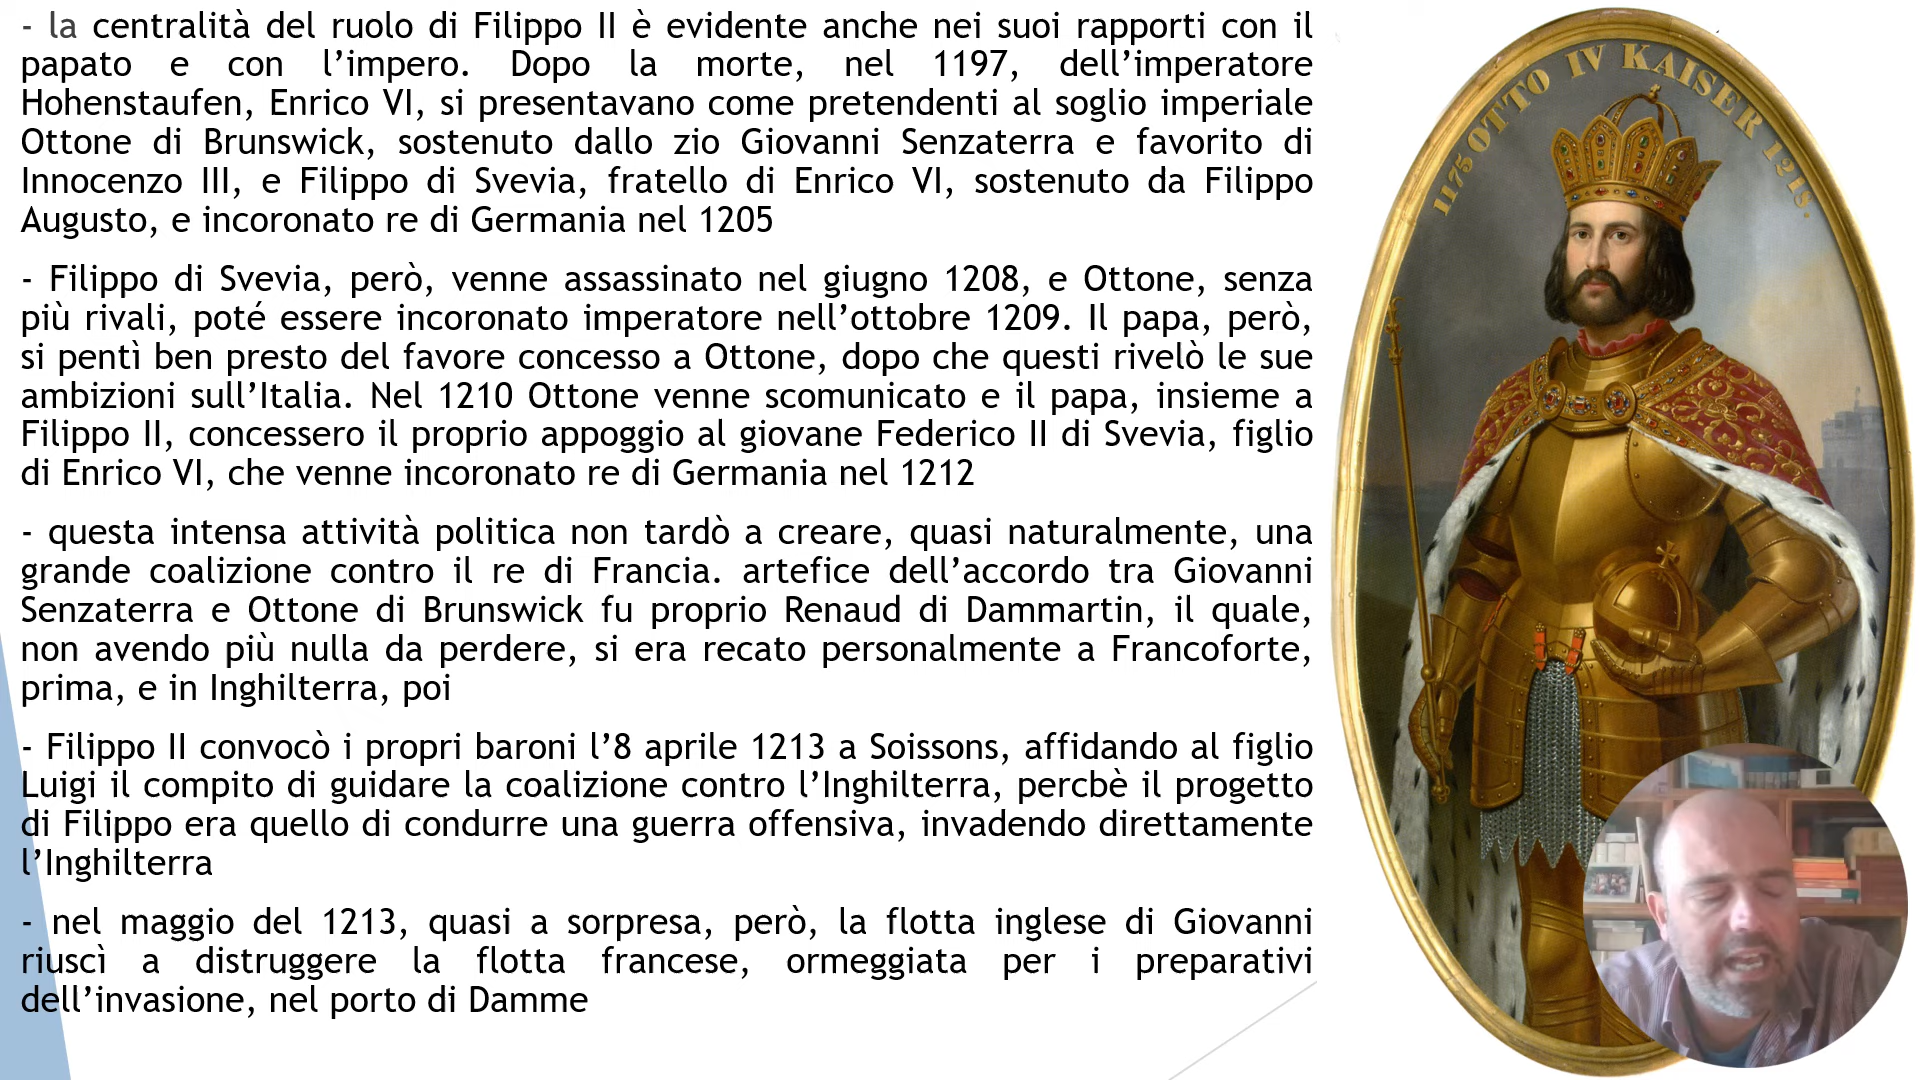 - la centralità del ruolo di Filippo II è evidente anche nei suoi rapporti con il
papato e con l’impero. Dopo la morte, nel 1197, dell’imperatore
Hohenstaufen, Enrico VI, si presentavano come pretendenti al soglio imperiale
Ottone di Brunswick, sostenuto dallo zio Giovanni Senzaterra e favorito di
Innocenzo III, e Filippo di Svevia, fratello di Enrico VI, sostenuto da Filippo
Augusto, e incoronato re di Germania nel 1205
- Filippo di Svevia, però, venne assassinato nel giugno 1208, e Ottone, senza
più rivali, poté essere incoronato imperatore nell’ottobre 1209. Il papa, però,
si pentì ben presto del favore concesso a Ottone, dopo che questi rivelò le sue
ambizioni sull’Italia. Nel 1210 Ottone venne scomunicato e il papa, insieme a
Filippo II, concessero il proprio appoggio al giovane Federico II di Svevia, figlio
di Enrico VI, che venne incoronato re di Germania nel 1212
- questa intensa attività politica non tardò a creare, quasi naturalmente, una
grande coalizione contro il re di Francia. artefice dell’accordo tra Giovanni
Senzaterra e Ottone di Brunswick fu proprio Renaud di Dammartin, il quale,
non avendo più nulla da perdere, si era recato personalmente a Francoforte,
prima, e in Inghilterra, poi
- Filippo II convocò i propri baroni l’8 aprile 1213 a Soissons, affidando al figlio
Luigi il compito di guidare la coalizione contro l’Inghilterra, percbè il progetto
di Filippo era quello di condurre una guerra offensiva, invadendo direttamente
l’Inghilterra
- nel maggio del 1213, quasi a sorpresa, però, la flotta inglese di Giovanni
riuscì a distruggere la flotta francese, ormeggiata per i preparativi
dell’invasione, nel porto di Damme
1175 OTTO IV KAISER 1218.